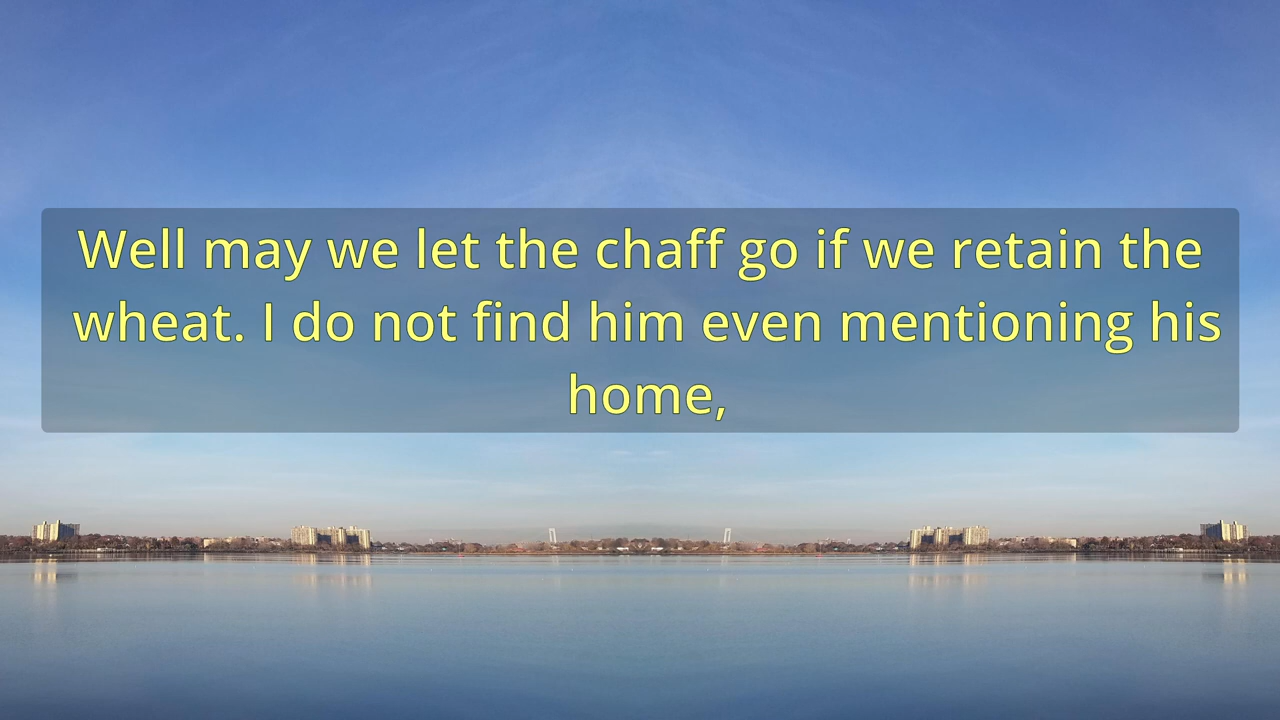 Well may we let the chaff go if we retain the
wheat. I do not find him even mentioning his
home,